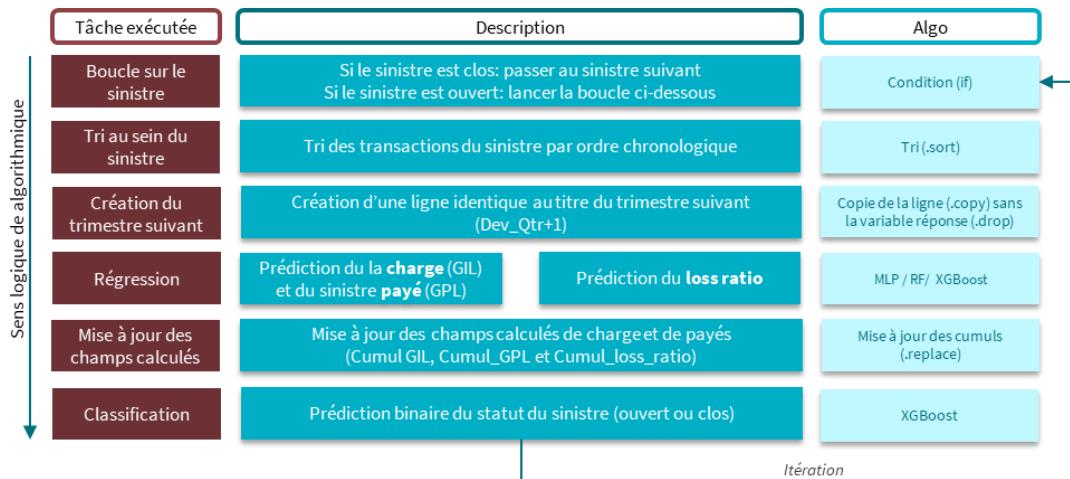 Tâche exécutée
Description
Algo
Sens logique de algorithmique
Boucle sur le
sinistre
Si le sinistre est clos: passer au sinistre suivant
Si le sinistre est ouvert: lancer la boucle ci-dessous
Condition (if)
Tri au sein du
sinistre
Tri des transactions du sinistre par ordre chronologique
Tri (.sort)
Création du
trimestre suivant
Création d’une ligne identique au titre du trimestre suivant
(Dev_Qtr+1)
Copie de la ligne (.copy) sans
la variable réponse (.drop)
Régression
Prédiction du la charge (GIL)
et du sinistre payé (GPL)
Prédiction du loss ratio
MLP / RF/ XGBoost
Mise à jour des
champs calculés
Mise à jour des champs calculés de charge et de payés
(Cumul GIL, Cumul_GPL et Cumul_loss_ratio)
Mise à jour des cumuls
(.replace)
Classification
Prédiction binaire du statut du sinistre (ouvert ou clos)
XGBoost
Itération